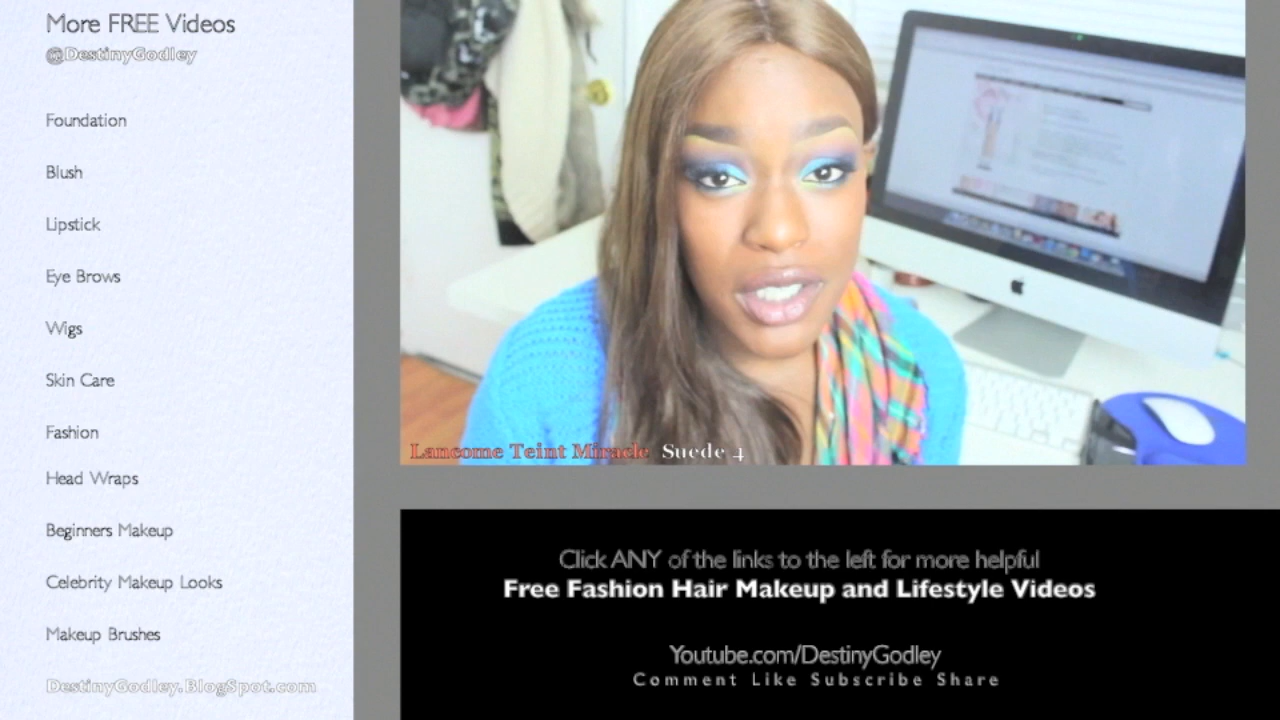 More FREE Videos
@DestinyGodley
Foundation
Blush
Lipstick
Eye Brows
Wigs
Skin Care
Fashion
Head Wraps
Beginners Makeup
Celebrity Makeup Looks
Makeup Brushes
DestinyGodley.BlogSpot.com
Lancome Teint Miracle Suede 4
Click ANY of the links to the left for more helpful
Free Fashion Hair Makeup and Lifestyle Videos
Youtube.com/DestinyGodley
Comment Like Subscribe Share